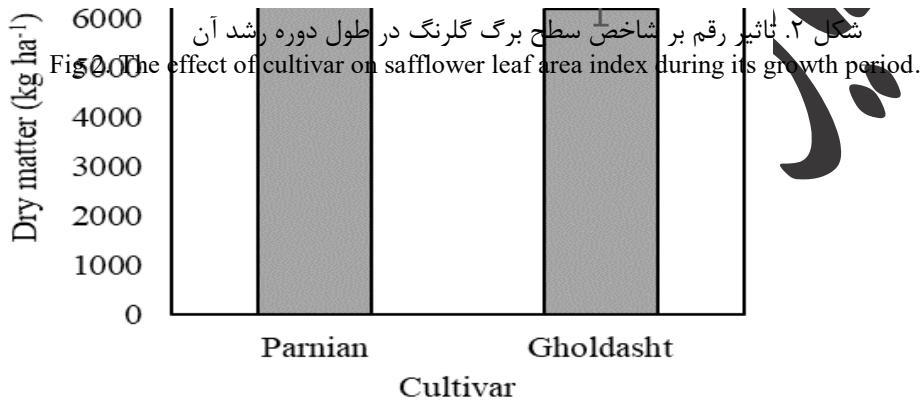 6000
شکل ۲. تاثیر رقم بر شاخص سطح برگ گلرنگ در طول دوره رشد آن
5000
Fig 2. The effect of cultivar on safflower leaf area index during its growth period.
4000
3000
2000
1000
0
Dry matter (kg ha-1)
Parnian
Gholdasht
Cultivar